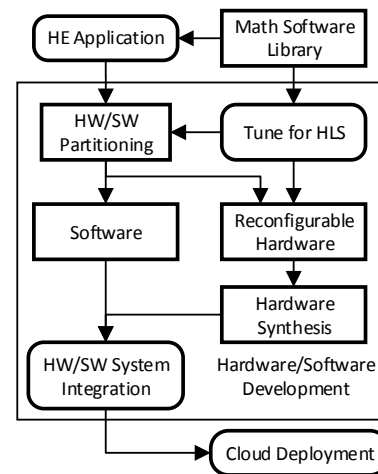 HE Application
Math Software
Library
HW/SW
Partitioning
Tune for HLS
Software
Reconfigurable
Hardware
Hardware
Synthesis
HW/SW System
Integration
Hardware/Software
Development
Cloud Deployment